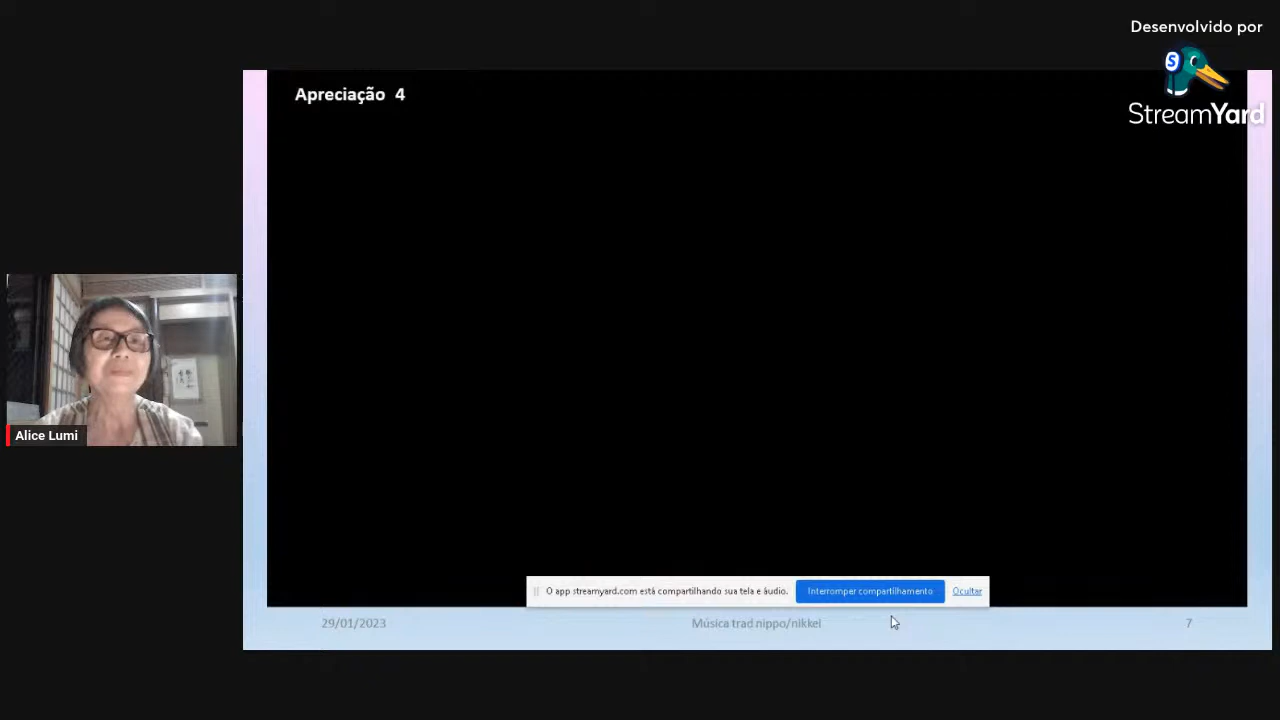 Desenvolvido por
StreamYard
Apreciação 4
Alice Lumi
O app streamyard.com está compartilhando sua tela e áudio. Interromper compartilhamento Ocultar
29/01/2023 Música trad nippo/nikkei 7